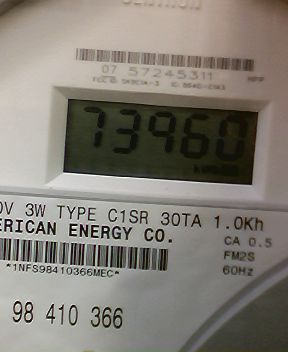 07 57245311
73960
0V 3W TYPE C1SR 30TA 1.0Kh
ERICAN ENERGY CO.
CA 0.5
FM2S
*1NFS98410366MEC*
60Hz
98 410 366